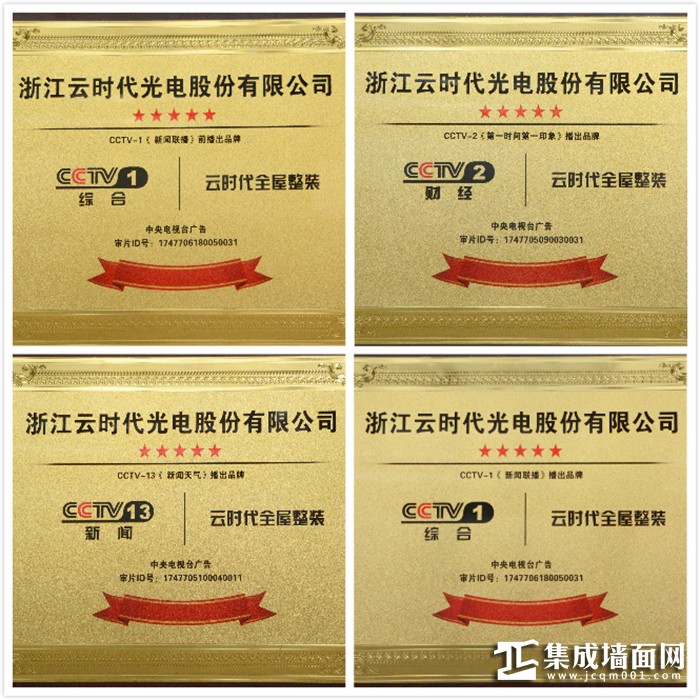 浙江云时代光电股份有限公司
CCTV-1《新闻联播》前播出品牌
CCTV 1
综合
云时代全屋整装
中央电视台广告
审片ID号：1747706180050031
浙江云时代光电股份有限公司
CCTV-2《第一时间第一印象》播出品牌
CCTV 2
财经
云时代全屋整装
中央电视台广告
审片ID号：1747705090030031
浙江云时代光电股份有限公司
CCTV-13《新闻天气》播出品牌
CCTV 13
新闻
云时代全屋整装
中央电视台广告
审片ID号：1747705100040011
浙江云时代光电股份有限公司
CCTV-1《新闻联播》播出品牌
CCTV 1
综合
云时代全屋整装
中央电视台广告
审片ID号：1747706180050031
集成墙面网
www.jcqm001.com